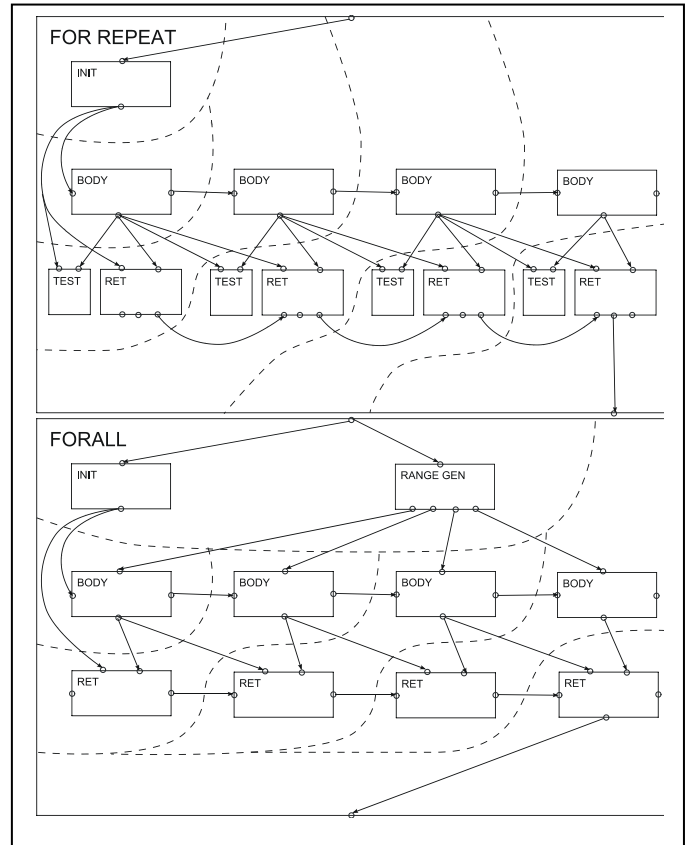 FOR REPEAT
INIT
BODY BODY BODY BODY
TEST RET TEST RET TEST RET TEST RET
FORALL
INIT RANGE GEN
BODY BODY BODY BODY
RET RET RET RET